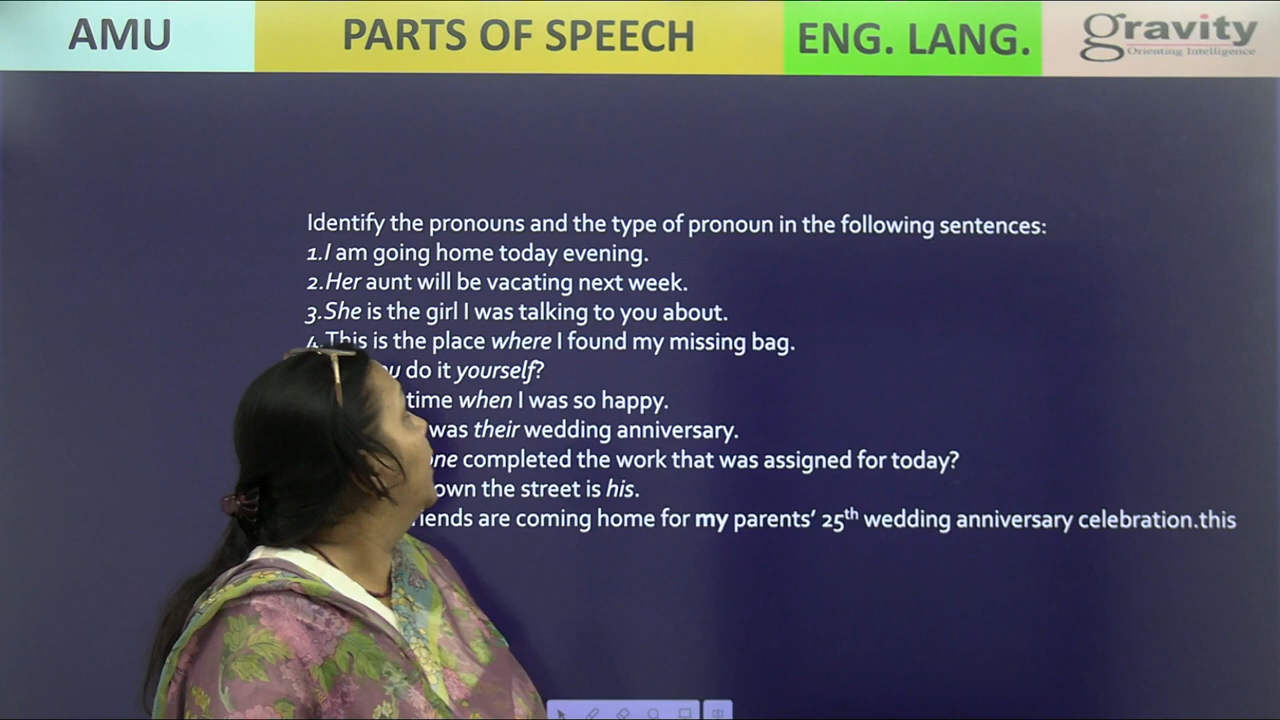 AMU PARTS OF SPEECH ENG. LANG. gravity
Orienting Intelligence
Identify the pronouns and the type of pronoun in the following sentences:
1.I am going home today evening.
2.Her aunt will be vacating next week.
3.She is the girl I was talking to you about.
4.This is the place where I found my missing bag.
do it yourself?
time when I was so happy.
was their wedding anniversary.
completed the work that was assigned for today?
the street is his.
are coming home for my parents’ 25th wedding anniversary celebration.this